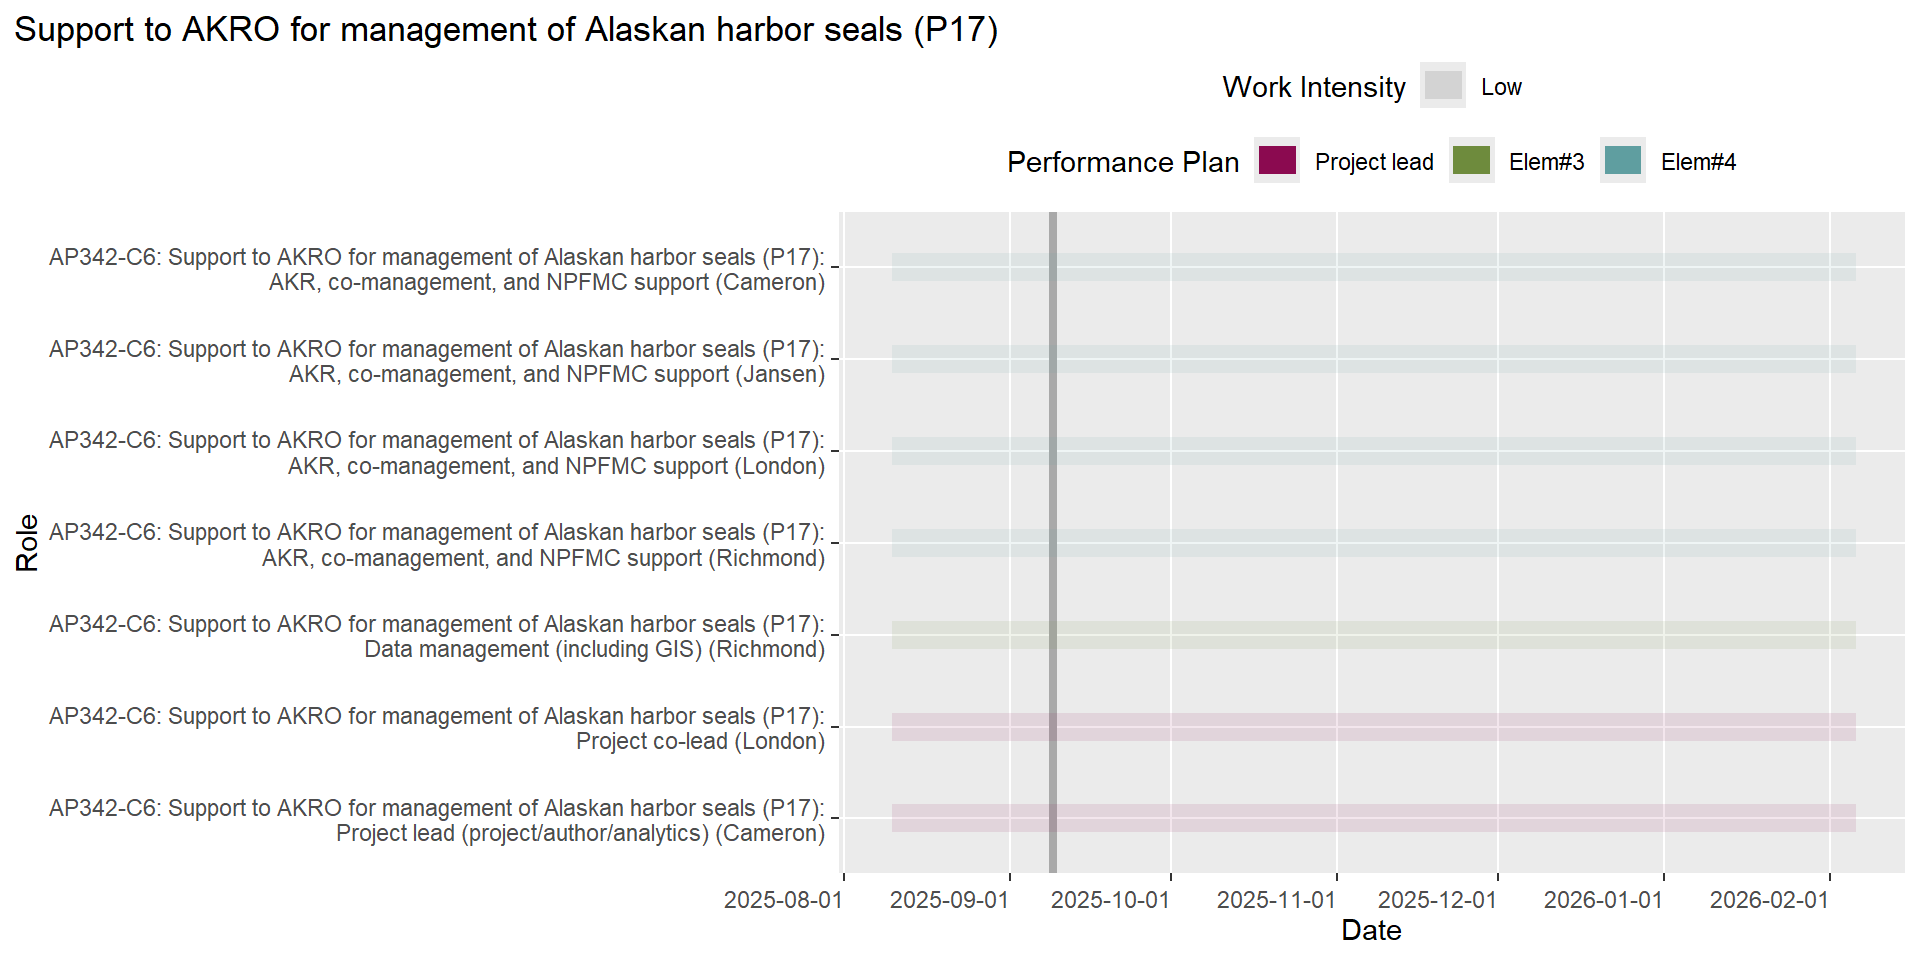 Support to AKRO for management of Alaskan harbor seals (P17)
Work Intensity Low
Performance Plan Project lead Elem#3 Elem#4
Role
AP342-C6: Support to AKRO for management of Alaskan harbor seals (P17):
AKR, co-management, and NPFMC support (Cameron)
AP342-C6: Support to AKRO for management of Alaskan harbor seals (P17):
AKR, co-management, and NPFMC support (Jansen)
AP342-C6: Support to AKRO for management of Alaskan harbor seals (P17):
AKR, co-management, and NPFMC support (London)
AP342-C6: Support to AKRO for management of Alaskan harbor seals (P17):
AKR, co-management, and NPFMC support (Richmond)
AP342-C6: Support to AKRO for management of Alaskan harbor seals (P17):
Data management (including GIS) (Richmond)
AP342-C6: Support to AKRO for management of Alaskan harbor seals (P17):
Project co-lead (London)
AP342-C6: Support to AKRO for management of Alaskan harbor seals (P17):
Project lead (project/author/analytics) (Cameron)
2025-08-01 2025-09-01 2025-10-01 2025-11-01 2025-12-01 2026-01-01 2026-02-01
Date